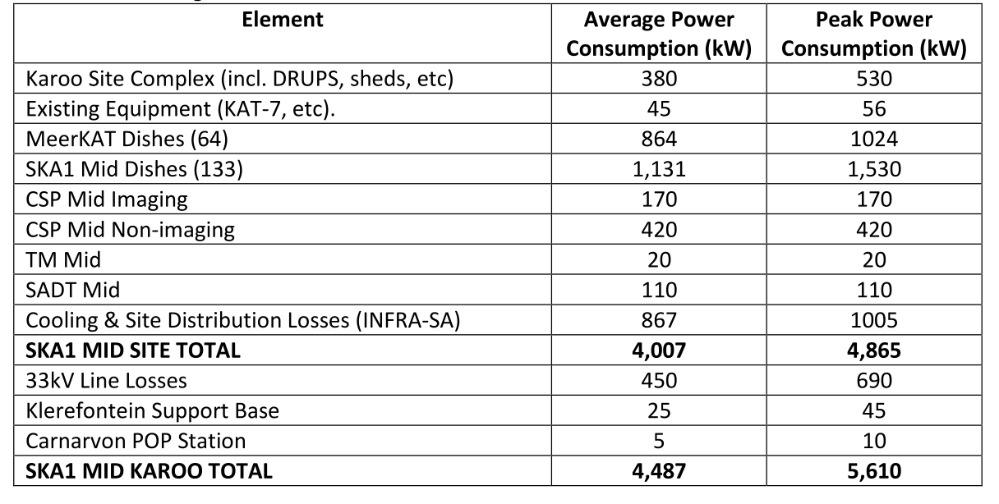 Element Average Power Peak Power
Consumption (kW) Consumption (kW)
Karoo Site Complex (incl. DRUPS, sheds, etc) 380 530
Existing Equipment (KAT-7, etc). 45 56
MeerKAT Dishes (64) 864 1024
SKA1 Mid Dishes (133) 1,131 1,530
CSP Mid Imaging 170 170
CSP Mid Non-imaging 420 420
TM Mid 20 20
SADT Mid 110 110
Cooling & Site Distribution Losses (INFRA-SA) 867 1005
SKA1 MID SITE TOTAL 4,007 4,865
33kV Line Losses 450 690
Klerefontein Support Base 25 45
Carnarvon POP Station 5 10
SKA1 MID KAROO TOTAL 4,487 5,610